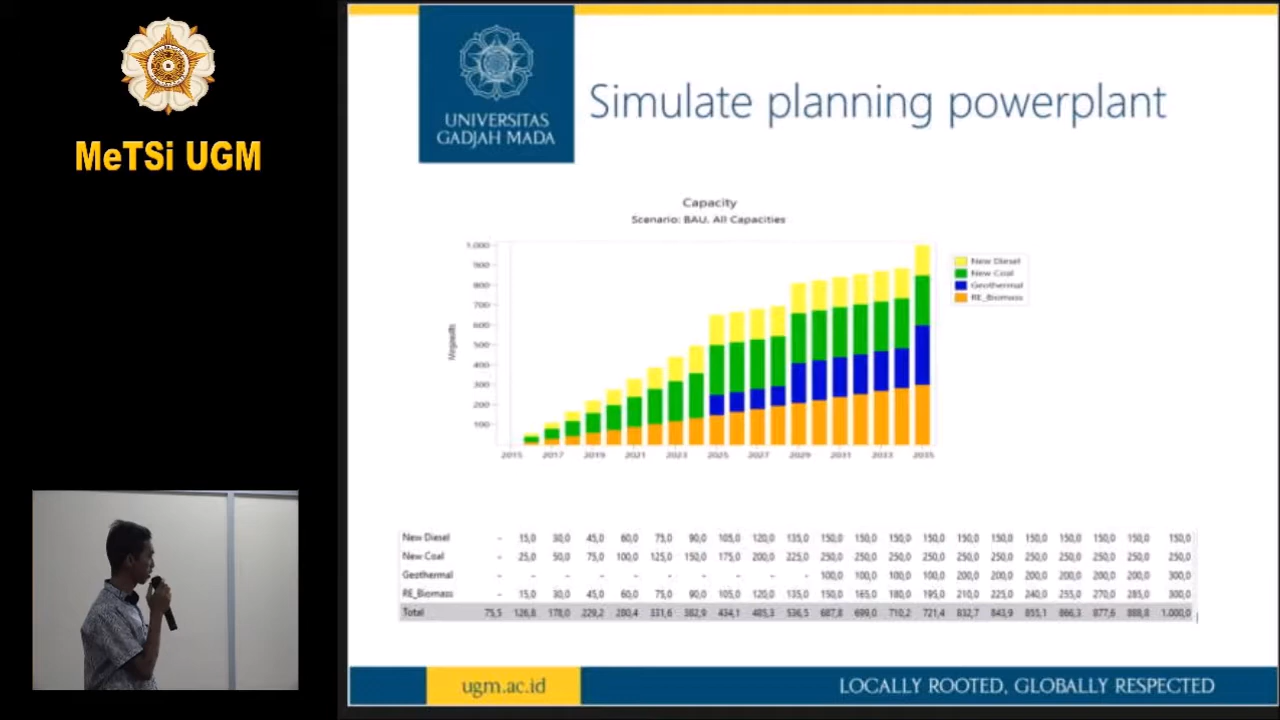 MeTSi UGM
UNIVERSITAS
GADJAH MADA
Simulate planning powerplant
Capacity
Scenario: BAU, All Capacities
Megawatts
1.000
900
800
700
600
500
400
300
200
100
2015 2017 2019 2021 2023 2025 2027 2029 2031 2033 2035
New Diesel
New Coal
Geothermal
RE_Biomass
New Diesel - 15,0 30,0 45,0 60,0 75,0 90,0 105,0 120,0 135,0 150,0 150,0 150,0 150,0 150,0 150,0 150,0 150,0 150,0 150,0 150,0
New Coal - 25,0 50,0 75,0 100,0 125,0 150,0 175,0 200,0 225,0 250,0 250,0 250,0 250,0 250,0 250,0 250,0 250,0 250,0 250,0 250,0
Geothermal - - - - - - - - - - 100,0 100,0 100,0 100,0 200,0 200,0 200,0 200,0 200,0 200,0 300,0
RE_Biomass - 15,0 30,0 45,0 60,0 75,0 90,0 105,0 120,0 135,0 150,0 165,0 180,0 195,0 210,0 225,0 240,0 255,0 270,0 285,0 300,0
Total 75,5 126,8 178,0 229,2 280,4 331,6 382,9 434,1 485,3 536,5 687,8 699,0 710,2 721,4 832,7 843,9 855,1 866,3 877,6 888,8 1.000,0
ugm.ac.id
LOCALLY ROOTED, GLOBALLY RESPECTED